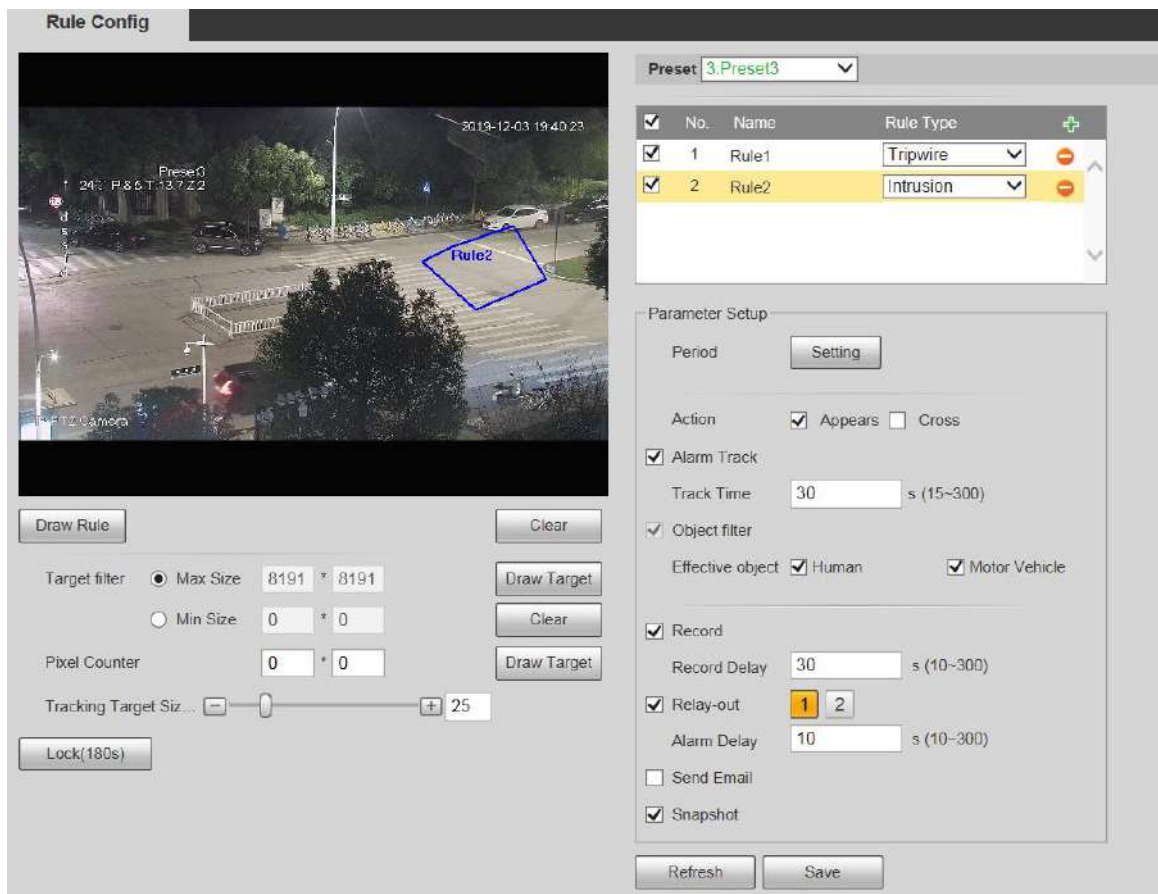 Rule Config
2019-12-03 19:40:23
Preset3
Rule2
PTZ Camera
Draw Rule
Clear
Target filter Max Size 8191 * 8191 Draw Target
Min Size 0 * 0 Clear
Pixel Counter 0 * 0 Draw Target
Tracking Target Siz... − + 25
Lock(180s)
Preset 3:Preset3
No. Name Rule Type
1 Rule1 Tripwire
2 Rule2 Intrusion
Parameter Setup
Period Setting
Action Appears Cross
Alarm Track
Track Time 30 s (15~300)
Object filter
Effective object Human Motor Vehicle
Record
Record Delay 30 s (10~300)
Relay-out 1 2
Alarm Delay 10 s (10~300)
Send Email
Snapshot
Refresh Save